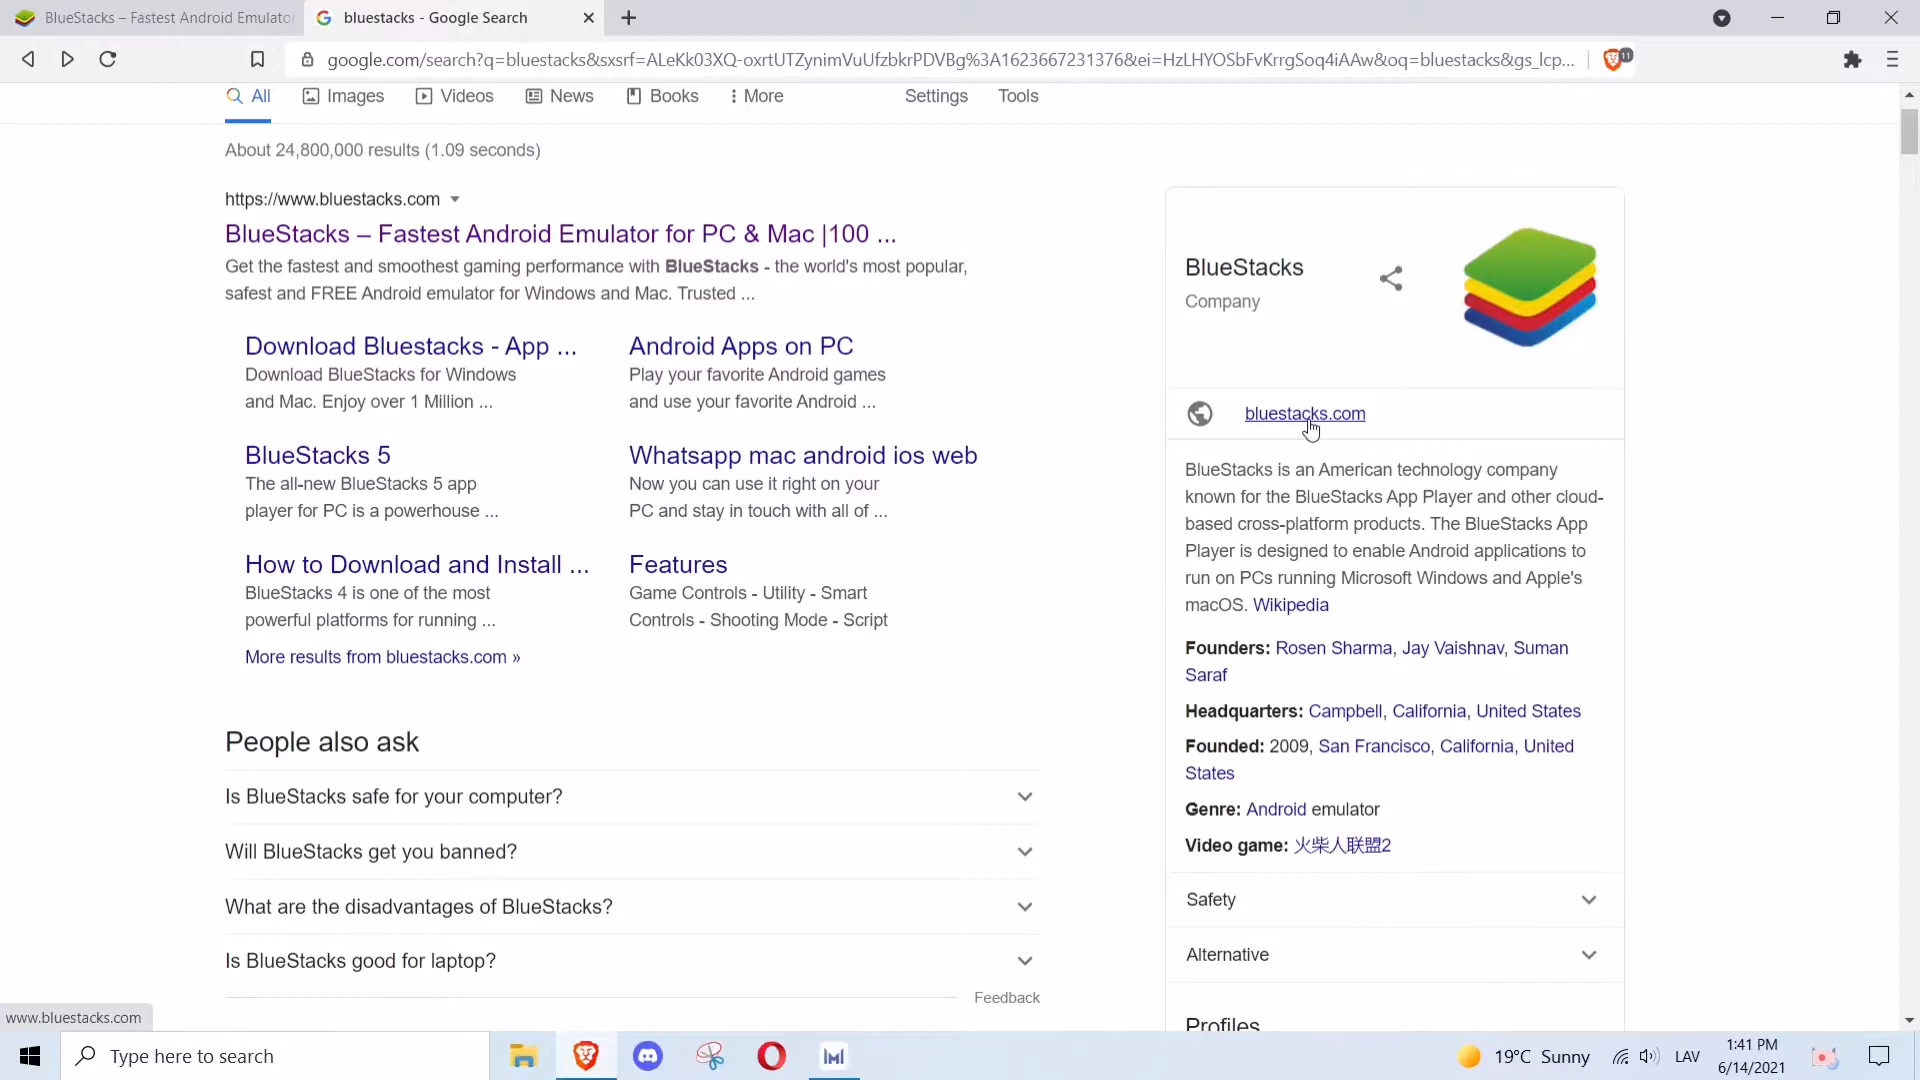 BlueStacks – Fastest Android Emulator
bluestacks - Google Search
google.com/search?q=bluestacks&sxsrf=ALeKk03XQ-oxrtUTZynimVuUfzbkrPDVBg%3A1623667231376&ei=HzLHYOSbFvKrrgSoq4iAAw&oq=bluestacks&gs_lcp...
11
All
Images
Videos
News
Books
More
Settings
Tools
About 24,800,000 results (1.09 seconds)
https://www.bluestacks.com
BlueStacks – Fastest Android Emulator for PC & Mac |100 ...
Get the fastest and smoothest gaming performance with BlueStacks - the world's most popular,
safest and FREE Android emulator for Windows and Mac. Trusted ...
Download Bluestacks - App ...
Download BlueStacks for Windows
and Mac. Enjoy over 1 Million ...
Android Apps on PC
Play your favorite Android games
and use your favorite Android ...
BlueStacks 5
The all-new BlueStacks 5 app
player for PC is a powerhouse ...
Whatsapp mac android ios web
Now you can use it right on your
PC and stay in touch with all of ...
How to Download and Install ...
BlueStacks 4 is one of the most
powerful platforms for running ...
Features
Game Controls - Utility - Smart
Controls - Shooting Mode - Script
More results from bluestacks.com »
People also ask
Is BlueStacks safe for your computer?
Will BlueStacks get you banned?
What are the disadvantages of BlueStacks?
Is BlueStacks good for laptop?
Feedback
BlueStacks
Company
bluestacks.com
BlueStacks is an American technology company
known for the BlueStacks App Player and other cloud-
based cross-platform products. The BlueStacks App
Player is designed to enable Android applications to
run on PCs running Microsoft Windows and Apple's
macOS. Wikipedia
Founders: Rosen Sharma, Jay Vaishnav, Suman
Saraf
Headquarters: Campbell, California, United States
Founded: 2009, San Francisco, California, United
States
Genre: Android emulator
Video game: 火柴人联盟2
Safety
Alternative
Profiles
www.bluestacks.com
Type here to search
19°C Sunny
LAV
1:41 PM
6/14/2021